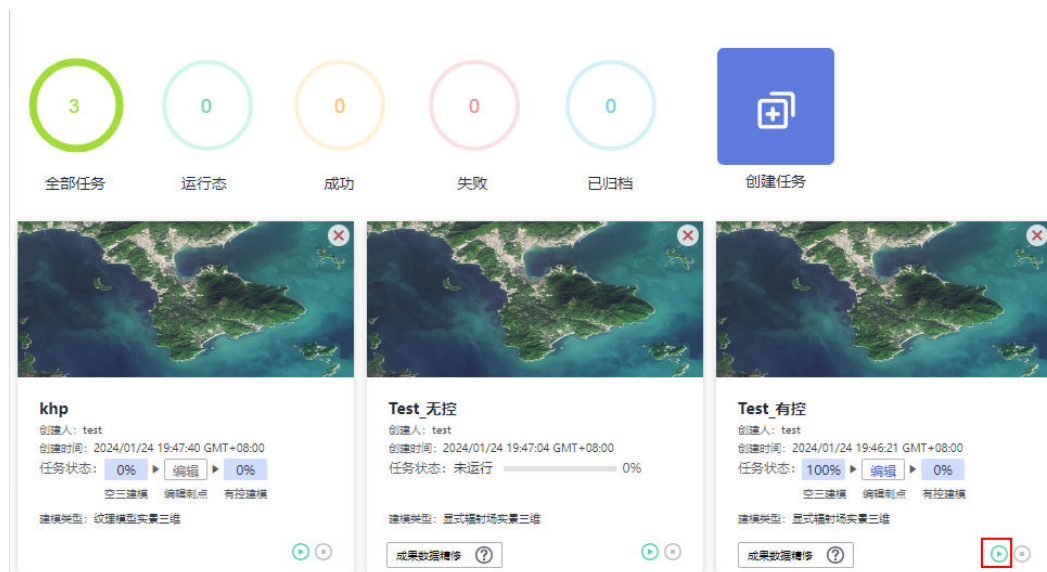 3 0 0 0 0
全部任务 运行态 成功 失败 已归档 创建任务
khp
创建人：test
创建时间：2024/01/24 19:47:40 GMT+08:00
任务状态： 0% 编辑 0%
空三建模 编辑刺点 有控建模
建模类型：纹理模型实景三维
Test_无控
创建人：test
创建时间：2024/01/24 19:47:04 GMT+08:00
任务状态：未运行 0%
建模类型：显式辐射场实景三维
成果数据精修 ?
Test_有控
创建人：test
创建时间：2024/01/24 19:46:21 GMT+08:00
任务状态： 100% 编辑 0%
空三建模 编辑刺点 有控建模
建模类型：显式辐射场实景三维
成果数据精修 ?